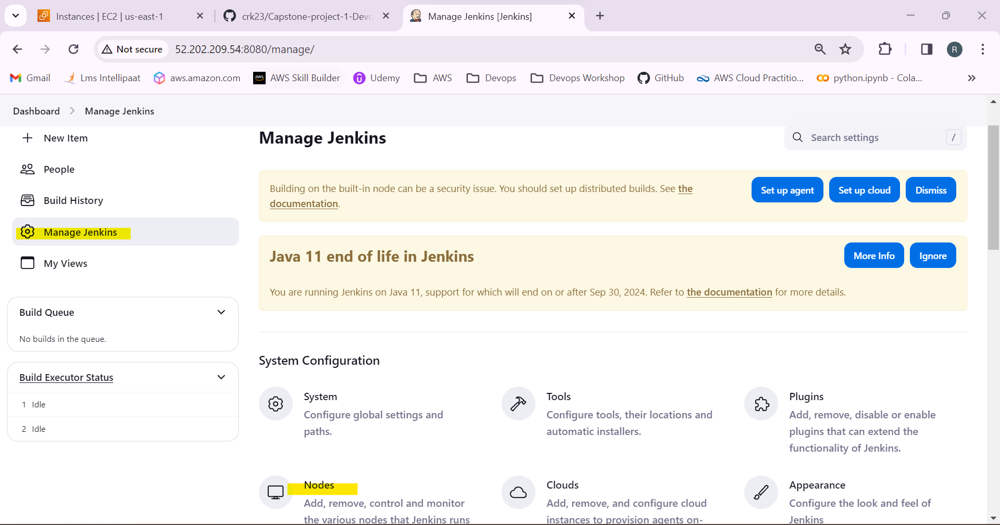 Instances | EC2 | us-east-1
crk23/Capstone-project-1-Devo
Manage Jenkins [Jenkins]
Not secure
52.202.209.54:8080/manage/
R
Gmail
Lms Intellipaat
aws.amazon.com
aws
AWS Skill Builder
Udemy
AWS
Devops
Devops Workshop
GitHub
AWS Cloud Practitio...
python.ipynb - Cola...
Dashboard
Manage Jenkins
New Item
People
Build History
Manage Jenkins
My Views
Build Queue
No builds in the queue.
Build Executor Status
1 Idle
2 Idle
Manage Jenkins
Search settings
/
Building on the built-in node can be a security issue. You should set up distributed builds. See the
documentation.
Set up agent
Set up cloud
Dismiss
Java 11 end of life in Jenkins
More Info
Ignore
You are running Jenkins on Java 11, support for which will end on or after Sep 30, 2024. Refer to the documentation for more details.
System Configuration
System
Configure global settings and
paths.
Tools
Configure tools, their locations and
automatic installers.
Plugins
Add, remove, disable or enable
plugins that can extend the
functionality of Jenkins.
Nodes
Add, remove, control and monitor
the various nodes that Jenkins runs
Clouds
Add, remove, and configure cloud
instances to provision agents on-
Appearance
Configure the look and feel of
Jenkins